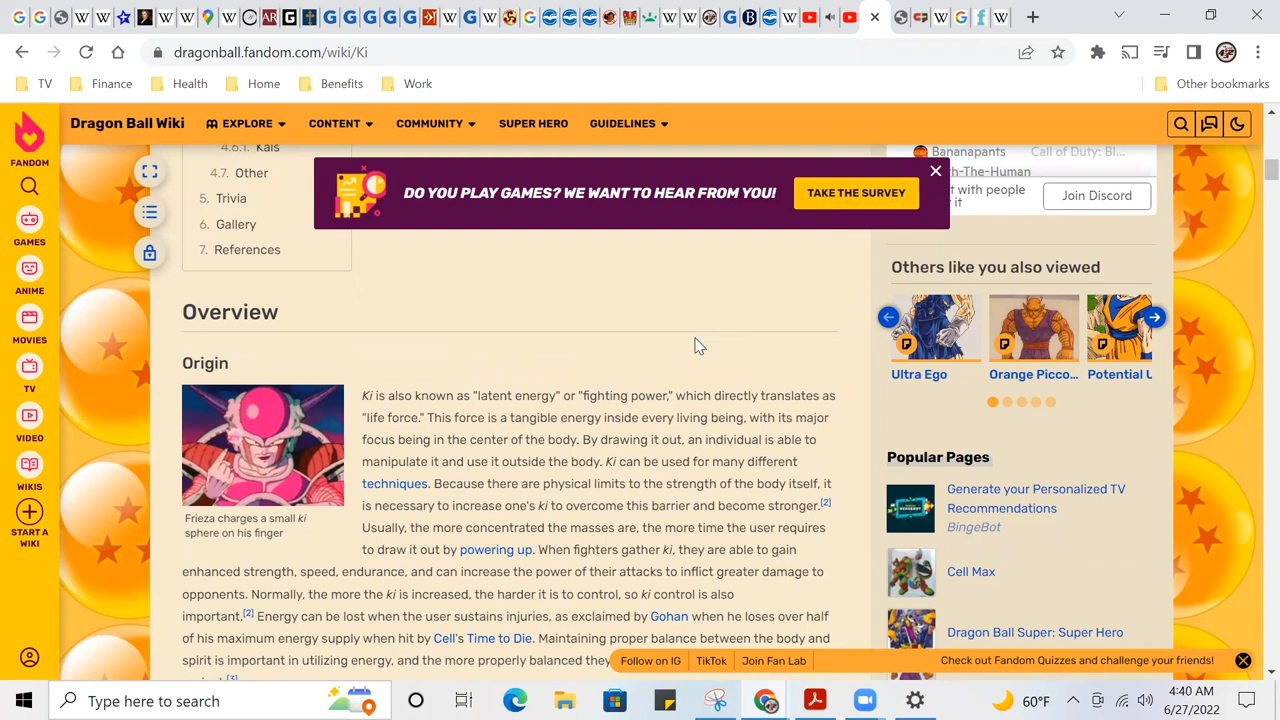 dragonball.fandom.com/wiki/Ki
TV
Finance
Health
Home
Benefits
Work
Other bookmarks
FANDOM
GAMES
ANIME
MOVIES
TV
VIDEO
WIKIS
START A
WIKI
Dragon Ball Wiki
EXPLORE
CONTENT
COMMUNITY
SUPER HERO
GUIDELINES
4.6.1. Kais
4.7. Other
5. Trivia
6. Gallery
7. References
DO YOU PLAY GAMES? WE WANT TO HEAR FROM YOU!
TAKE THE SURVEY
Overview
Origin
Frieza charges a small ki
sphere on his finger
Ki is also known as "latent energy" or "fighting power," which directly translates as
"life force." This force is a tangible energy inside every living being, with its major
focus being in the center of the body. By drawing it out, an individual is able to
manipulate it and use it outside the body. Ki can be used for many different
techniques. Because there are physical limits to the strength of the body itself, it
is necessary to increase one's ki to overcome this barrier and become stronger.[2]
Usually, the more concentrated the masses are, the more time the user requires
to draw it out by powering up. When fighters gather ki, they are able to gain
enhanced strength, speed, endurance, and can increase the power of their attacks to inflict greater damage to
opponents. Normally, the more the ki is increased, the harder it is to control, so ki control is also
important.[2] Energy can be lost when the user sustains injuries, as exclaimed by Gohan when he loses over half
of his maximum energy supply when hit by Cell's Time to Die. Maintaining proper balance between the body and
spirit is important in utilizing energy, and the more properly balanced they
Bananapants
Call of Duty: Bl...
h-The-Human
t with people
it
Join Discord
Others like you also viewed
Ultra Ego
Orange Picco...
Potential U
Popular Pages
Generate your Personalized TV
Recommendations
BingeBot
Cell Max
Dragon Ball Super: Super Hero
Follow on IG
TikTok
Join Fan Lab
Check out Fandom Quizzes and challenge your friends!
Type here to search
60°F
4:40 AM
6/27/2022